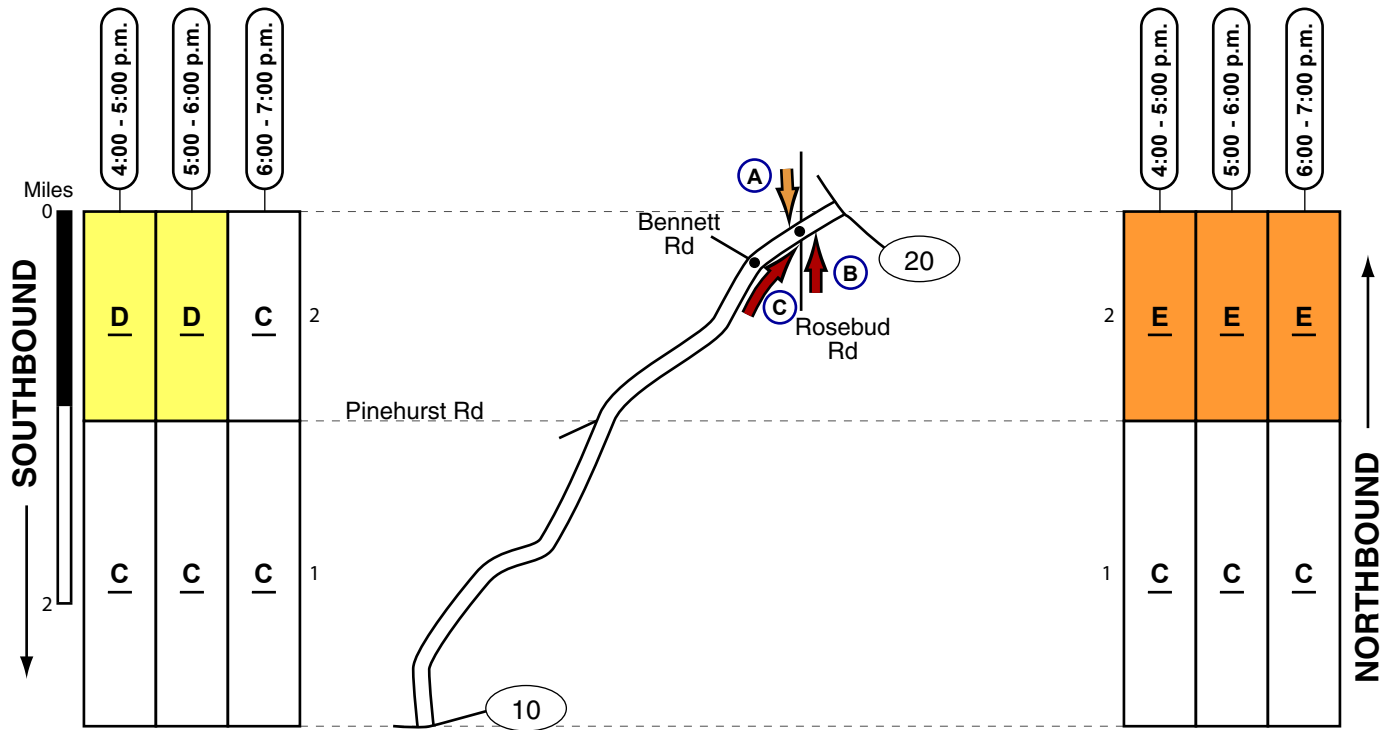 4:00 - 5:00 p.m.
5:00 - 6:00 p.m.
6:00 - 7:00 p.m.
4:00 - 5:00 p.m.
5:00 - 6:00 p.m.
6:00 - 7:00 p.m.
Miles
0
2
SOUTHBOUND
D
D
C
2
C
C
C
1
A
Bennett
Rd
20
B
C
Rosebud
Rd
Pinehurst Rd
10
2
E
E
E
1
C
C
C
NORTHBOUND